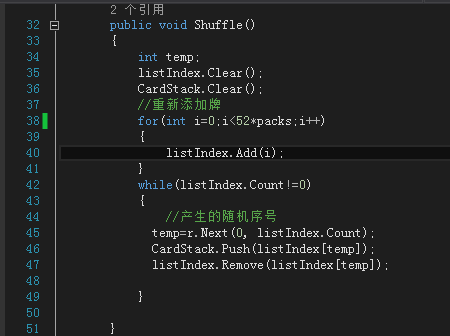 2 个引用
32 public void Shuffle()
33 {
34 int temp;
35 listIndex.Clear();
36 CardStack.Clear();
37 //重新添加牌
38 for(int i=0;i<52*packs;i++)
39 {
40 listIndex.Add(i);
41 }
42 while(listIndex.Count!=0)
43 {
44 //产生的随机序号
45 temp=r.Next(0, listIndex.Count);
46 CardStack.Push(listIndex[temp]);
47 listIndex.Remove(listIndex[temp]);
48
49 }
50
51 }